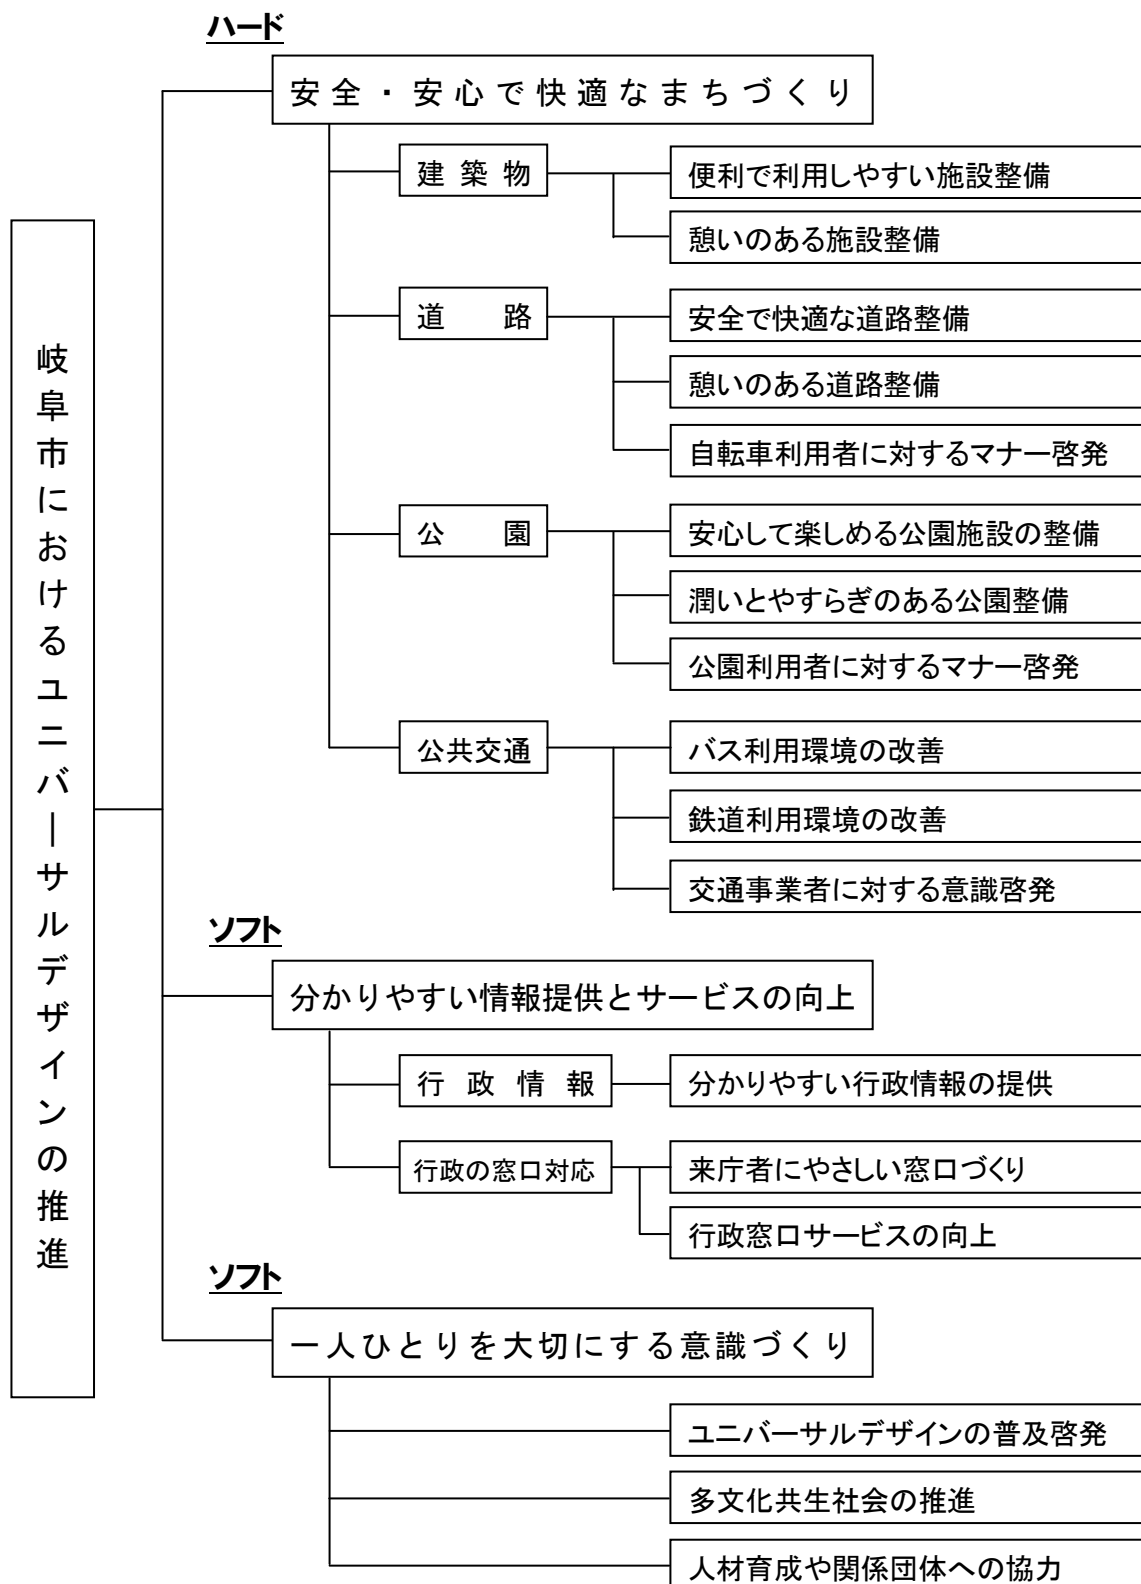 岐阜市におけるユニバーサルデザインの推進
ハード
安全・安心で快適なまちづくり
建築物
便利で利用しやすい施設整備
憩いのある施設整備
道路
安全で快適な道路整備
憩いのある道路整備
自転車利用者に対するマナー啓発
公園
安心して楽しめる公園施設の整備
潤いとやすらぎのある公園整備
公園利用者に対するマナー啓発
公共交通
バス利用環境の改善
鉄道利用環境の改善
交通事業者に対する意識啓発
ソフト
分かりやすい情報提供とサービスの向上
行政情報
分かりやすい行政情報の提供
行政の窓口対応
来庁者にやさしい窓口づくり
行政窓口サービスの向上
ソフト
一人ひとりを大切にする意識づくり
ユニバーサルデザインの普及啓発
多文化共生社会の推進
人材育成や関係団体への協力